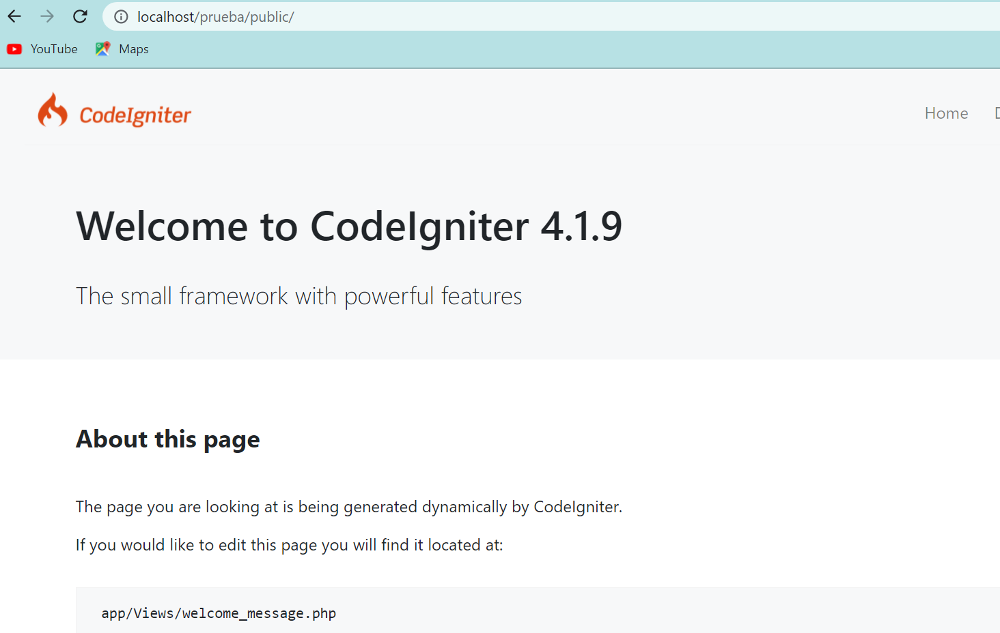 localhost/prueba/public/
YouTube Maps
CodeIgniter
Home
Welcome to CodeIgniter 4.1.9
The small framework with powerful features
About this page
The page you are looking at is being generated dynamically by CodeIgniter.
If you would like to edit this page you will find it located at:
app/Views/welcome_message.php